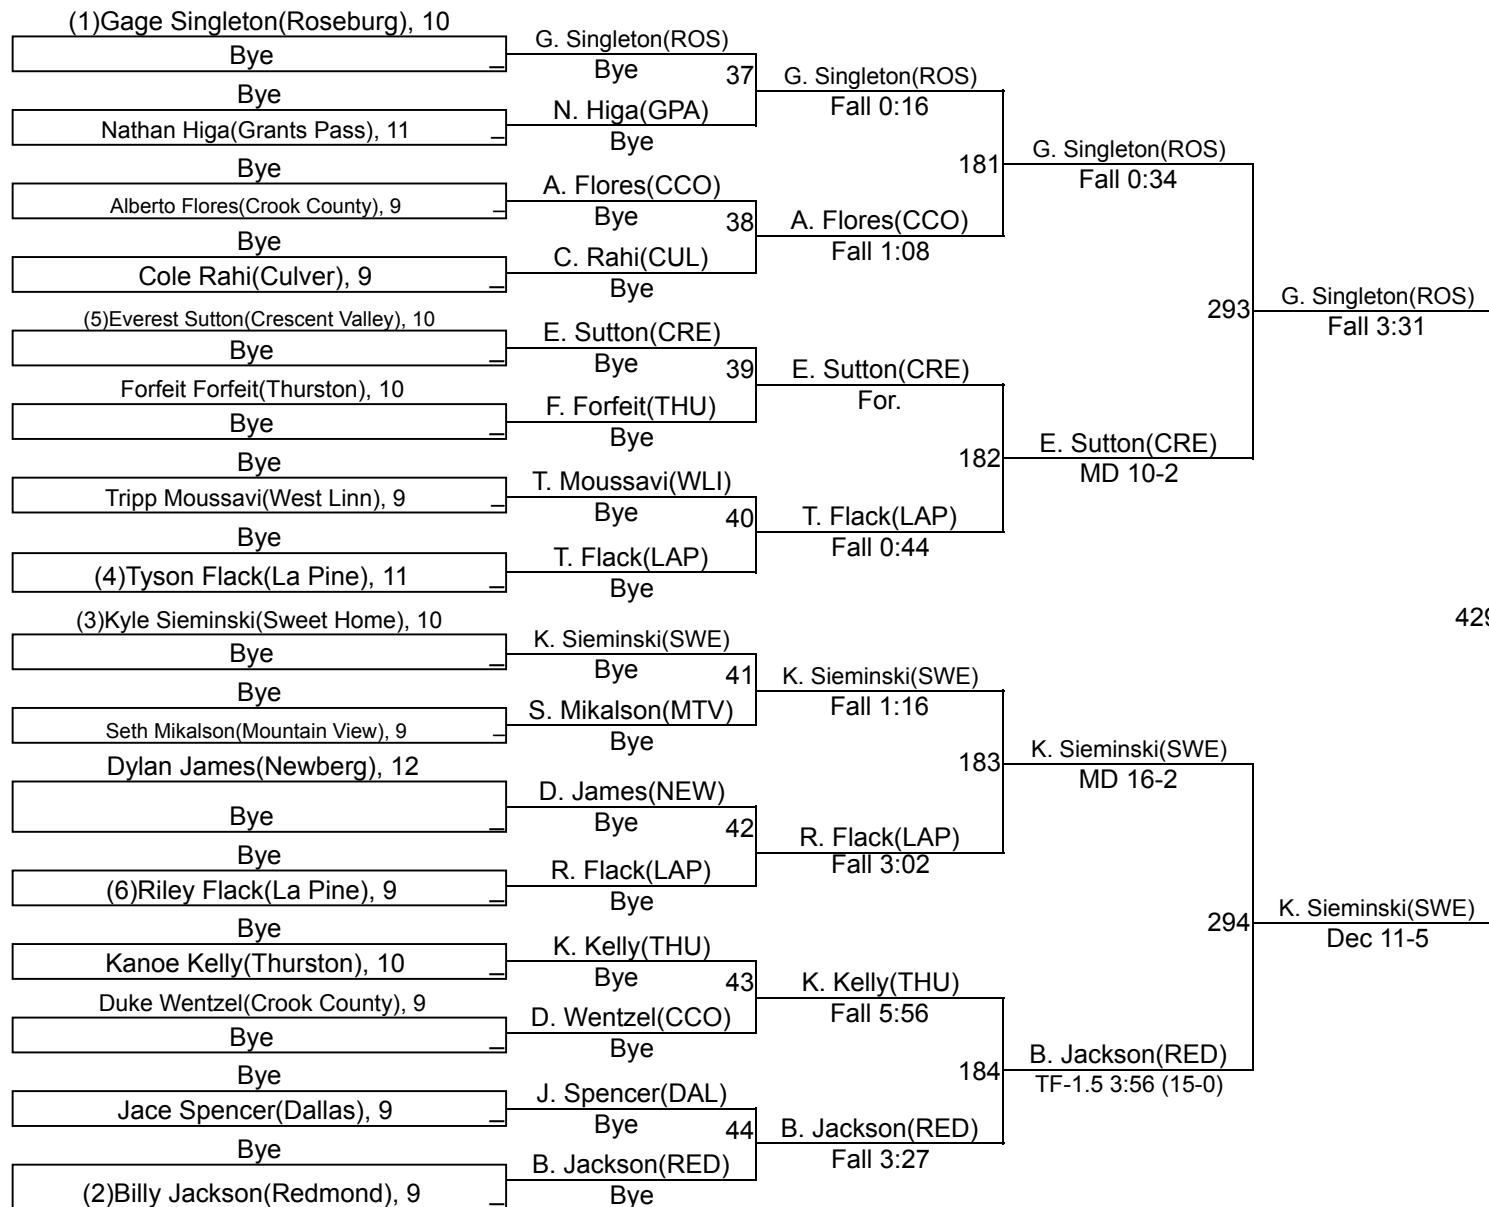 (1)Gage Singleton(Roseburg), 10
Bye
Bye
Nathan Higa(Grants Pass), 11
Bye
Alberto Flores(Crook County), 9
Bye
Cole Rahi(Culver), 9
(5)Everest Sutton(Crescent Valley), 10
Bye
Forfeit Forfeit(Thurston), 10
Bye
Bye
Tripp Moussavi(West Linn), 9
Bye
(4)Tyson Flack(La Pine), 11
(3)Kyle Sieminski(Sweet Home), 10
Bye
Bye
Seth Mikalson(Mountain View), 9
Dylan James(Newberg), 12
Bye
Bye
(6)Riley Flack(La Pine), 9
Bye
Kanoe Kelly(Thurston), 10
Duke Wentzel(Crook County), 9
Bye
Bye
Jace Spencer(Dallas), 9
Bye
(2)Billy Jackson(Redmond), 9
G. Singleton(ROS)
Bye
37
N. Higa(GPA)
Bye
A. Flores(CCO)
Bye
38
C. Rahi(CUL)
Bye
E. Sutton(CRE)
Bye
39
F. Forfeit(THU)
Bye
T. Moussavi(WLI)
Bye
40
T. Flack(LAP)
Bye
K. Sieminski(SWE)
Bye
41
S. Mikalson(MTV)
Bye
D. James(NEW)
Bye
42
R. Flack(LAP)
Bye
K. Kelly(THU)
Bye
43
D. Wentzel(CCO)
Bye
J. Spencer(DAL)
Bye
44
B. Jackson(RED)
Bye
G. Singleton(ROS)
Fall 0:16
181
A. Flores(CCO)
Fall 1:08
E. Sutton(CRE)
For.
182
T. Flack(LAP)
Fall 0:44
K. Sieminski(SWE)
Fall 1:16
183
R. Flack(LAP)
Fall 3:02
K. Kelly(THU)
Fall 5:56
184
B. Jackson(RED)
Fall 3:27
G. Singleton(ROS)
Fall 0:34
293
E. Sutton(CRE)
MD 10-2
K. Sieminski(SWE)
MD 16-2
294
B. Jackson(RED)
TF-1.5 3:56 (15-0)
G. Singleton(ROS)
Fall 3:31
429
K. Sieminski(SWE)
Dec 11-5